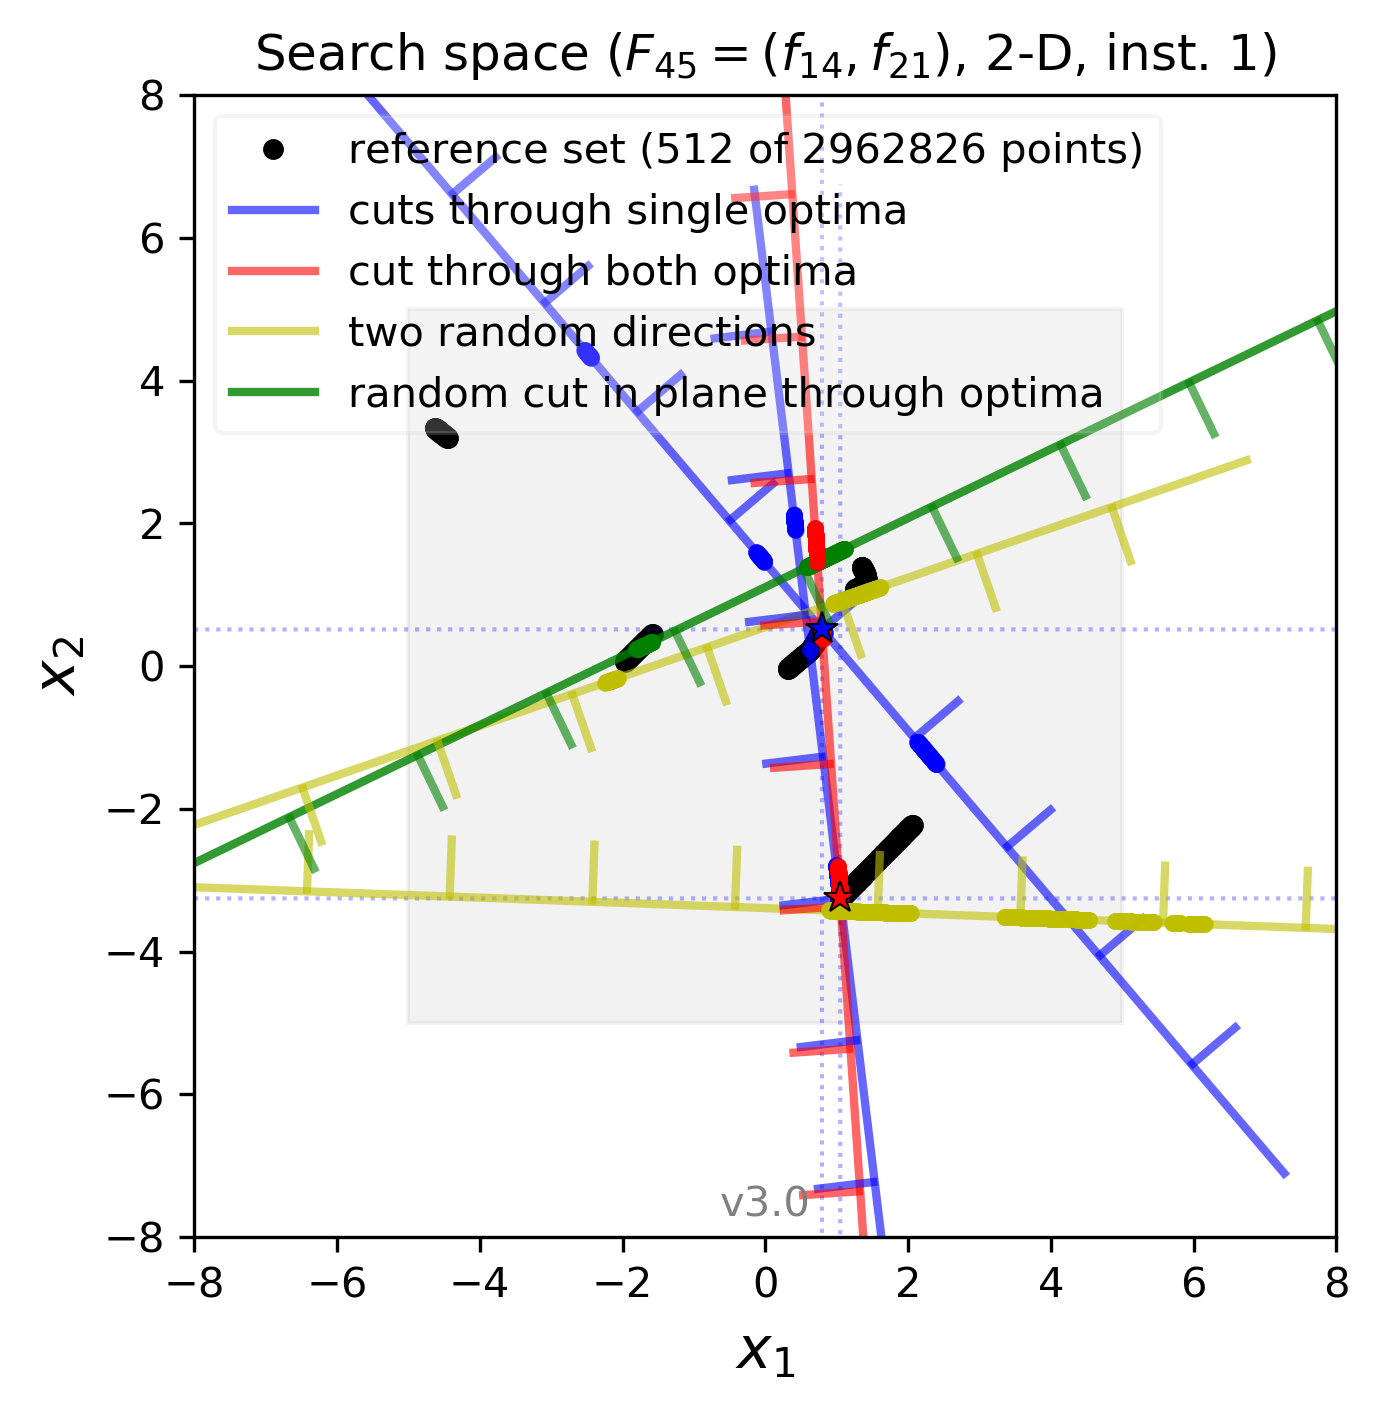 Search space (F45 = (f14, f21), 2-D, inst. 1)
reference set (512 of 2962826 points)
cuts through single optima
cut through both optima
two random directions
random cut in plane through optima
8
6
4
2
0
−2
−4
−6
−8
x2
v3.0
−8 −6 −4 −2 0 2 4 6 8
x1